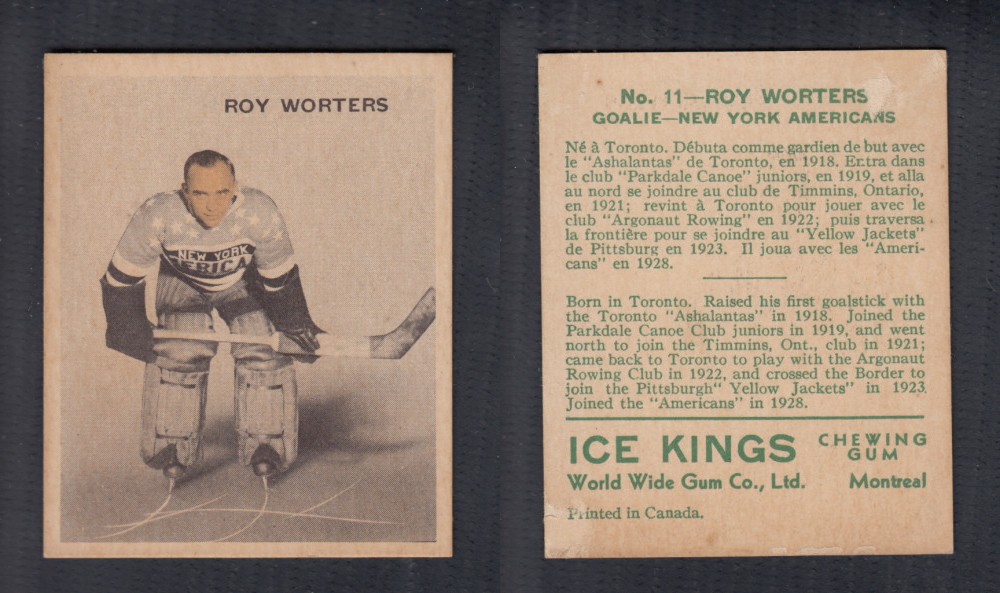 ROY WORTERS
NEW YORK
ERICA
No. 11—ROY WORTERS
GOALIE—NEW YORK AMERICANS
Né à Toronto. Débuta comme gardien de but avec
le "Ashalantas" de Toronto, en 1918. Entra dans
le club "Parkdale Canoe" juniors, en 1919, et alla
au nord se joindre au club de Timmins, Ontario,
en 1921; revint à Toronto pour jouer avec le
club "Argonaut Rowing" en 1922; puis traversa
la frontière pour se joindre au "Yellow Jackets"
de Pittsburg en 1923. Il joua avec les "Ameri-
cans" en 1928.
Born in Toronto. Raised his first goalstick with
the Toronto "Ashalantas" in 1918. Joined the
Parkdale Canoe Club juniors in 1919, and went
north to join the Timmins, Ont., club in 1921;
came back to Toronto to play with the Argonaut
Rowing Club in 1922, and crossed the Border to
join the Pittsburgh" Yellow Jackets" in 1923.
Joined the "Americans" in 1928.
ICE KINGS CHEWING
GUM
World Wide Gum Co., Ltd. Montreal
Printed in Canada.